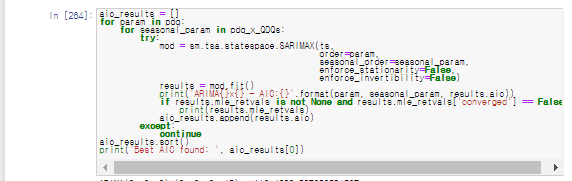 In [264]: aic_results = []
for param in pdq:
for seasonal_param in pdq_x_QDQs:
try:
mod = sm.tsa.statespace.SARIMAX(ts,
order=param,
seasonal_order=seasonal_param,
enforce_stationarity=False,
enforce_invertibility=False)
results = mod.fit()
print('ARIMA{}x{} - AIC:{}'.format(param, seasonal_param, results.aic))
if results.mle_retvals is not None and results.mle_retvals['converged'] == False
print(results.mle_retvals)
aic_results.append(results.aic)
except:
continue
aic_results.sort()
print('Best AIC found: ', aic_results[0])